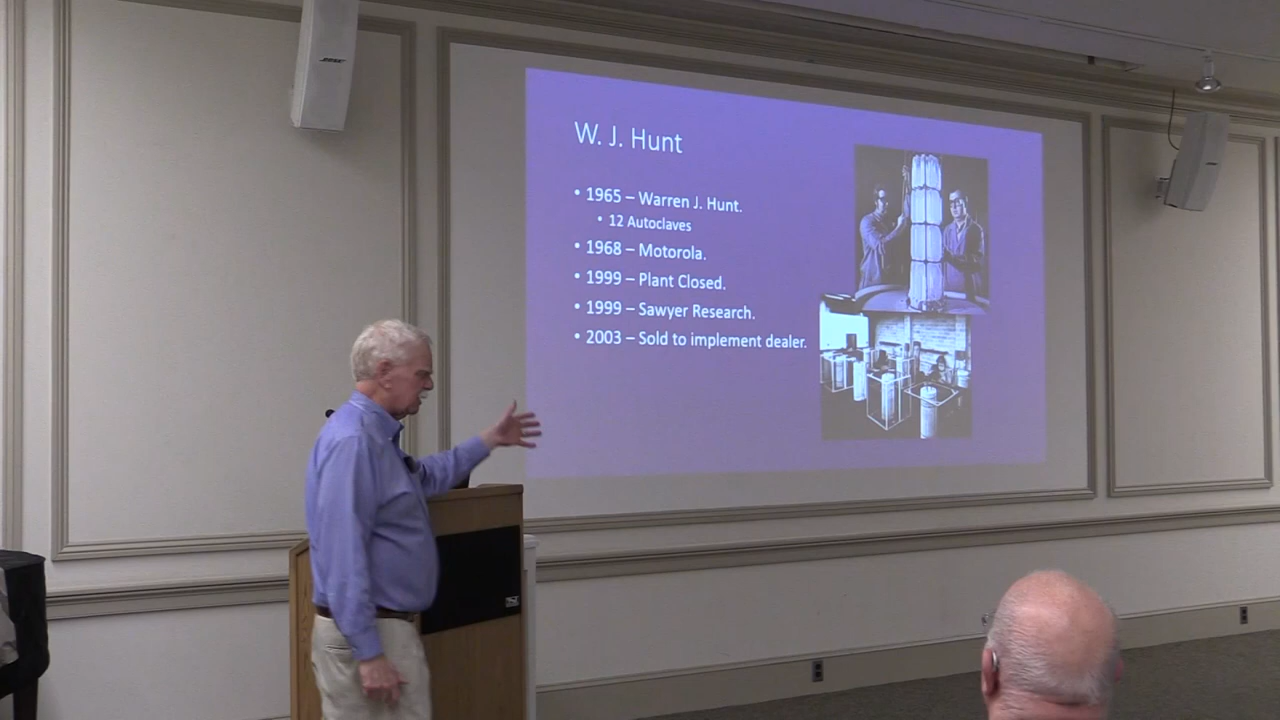 BOSE
W. J. Hunt
• 1965 – Warren J. Hunt.
• 12 Autoclaves
• 1968 – Motorola.
• 1999 – Plant Closed.
• 1999 – Sawyer Research.
• 2003 – Sold to implement dealer.